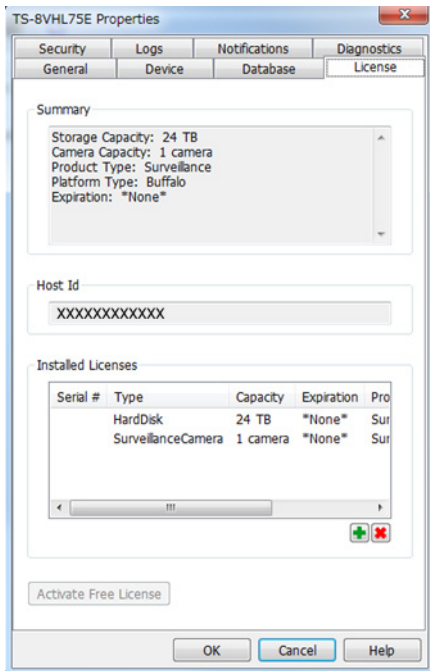 TS-8VHL75E Properties
Security Logs Notifications Diagnostics
General Device Database License
Summary
Storage Capacity: 24 TB
Camera Capacity: 1 camera
Product Type: Surveillance
Platform Type: Buffalo
Expiration: *None*
Host Id
XXXXXXXXXXXX
Installed Licenses
Serial # Type Capacity Expiration Pro
HardDisk 24 TB *None* Sur
SurveillanceCamera 1 camera *None* Sur
Activate Free License
OK Cancel Help